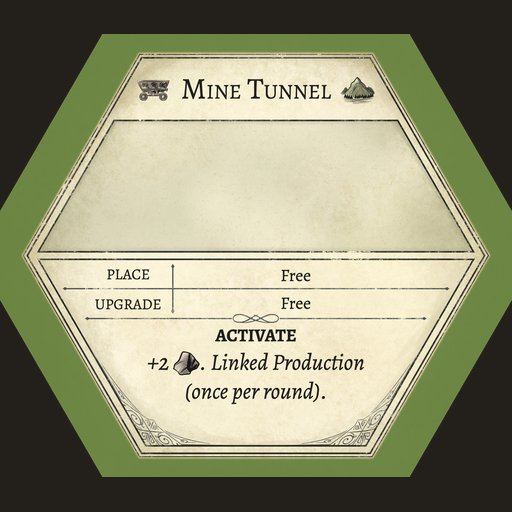 Mine Tunnel
PLACE Free
UPGRADE Free
ACTIVATE
+2 . Linked Production
(once per round).